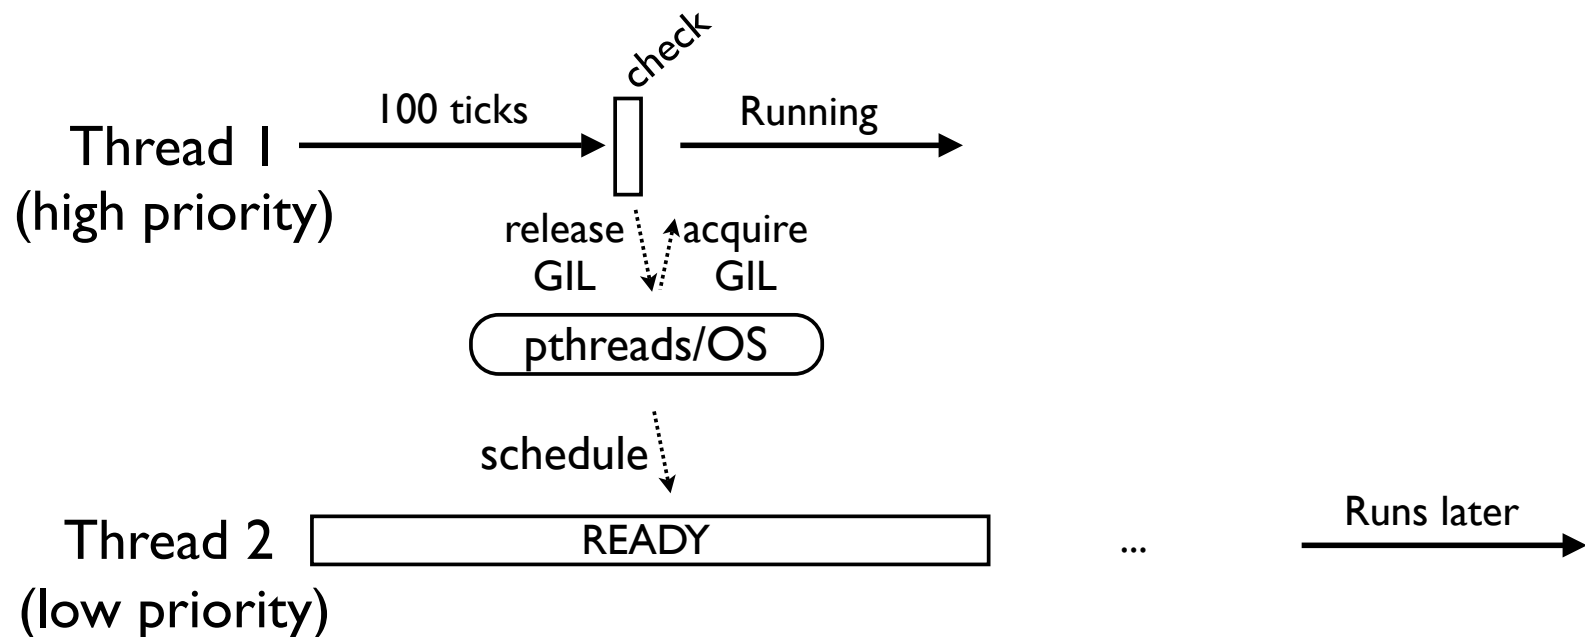 check
100 ticks
Running
Thread 1
(high priority)
release
GIL
acquire
GIL
pthreads/OS
schedule
Thread 2
READY
...
Runs later
(low priority)